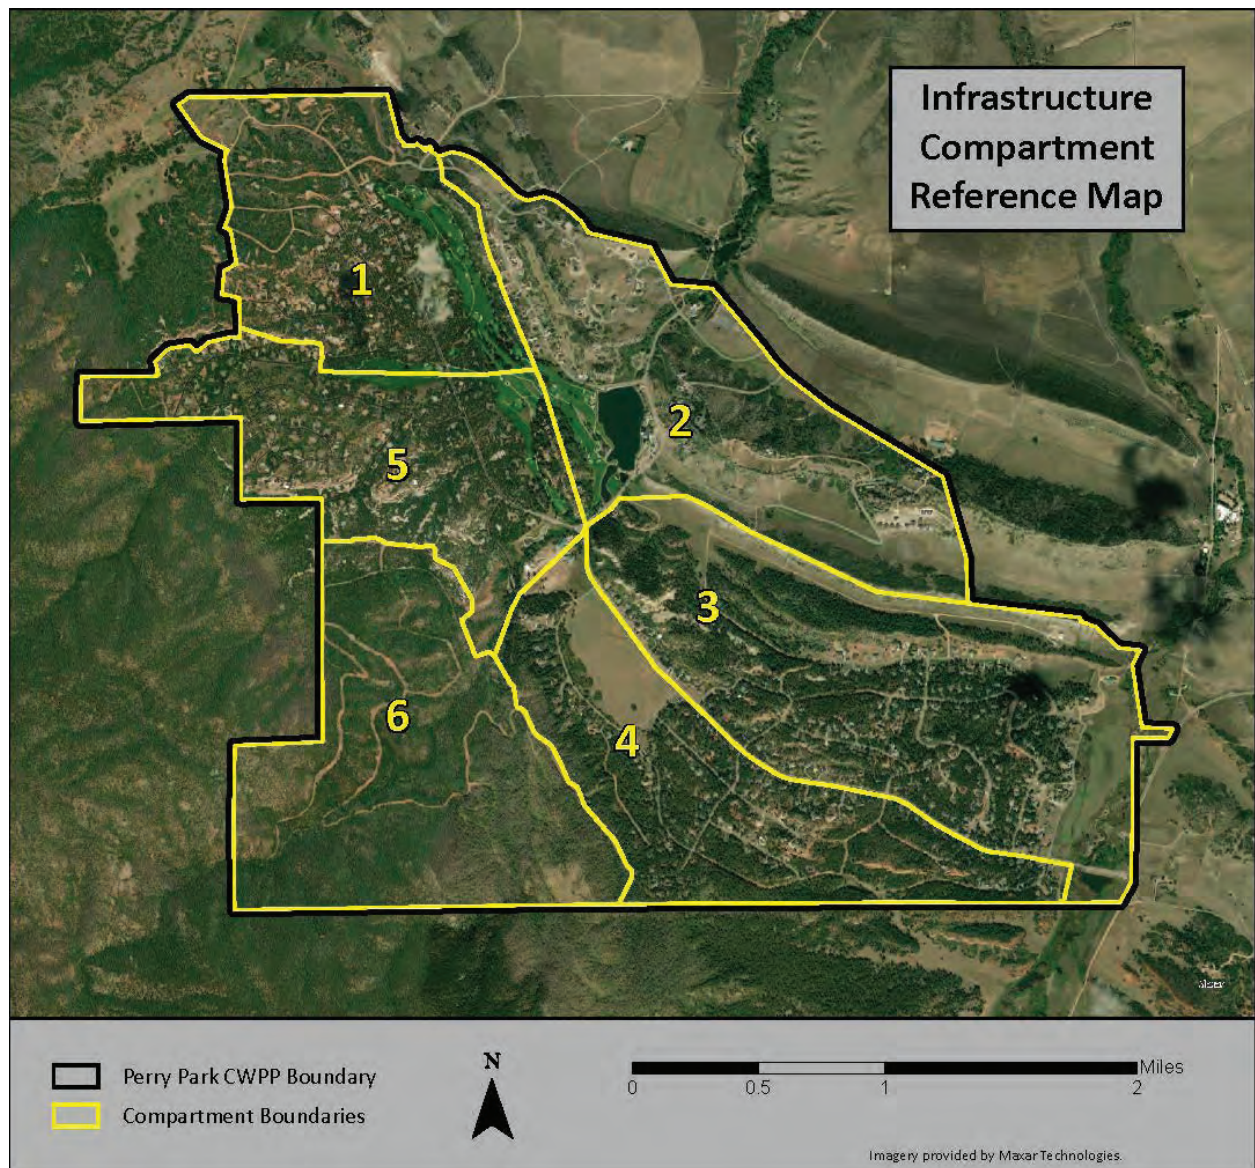 Infrastructure
Compartment
Reference Map
1
2
5
3
6
4
Maxar
N
Perry Park CWPP Boundary
Compartment Boundaries
Miles
0 0.5 1 2
Imagery provided by Maxar Technologies.